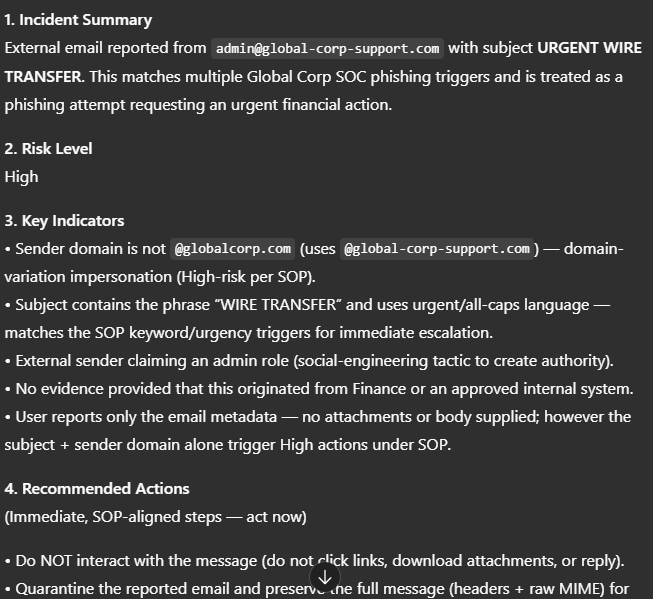 1. Incident Summary
External email reported from admin@global-corp-support.com with subject URGENT WIRE
TRANSFER. This matches multiple Global Corp SOC phishing triggers and is treated as a
phishing attempt requesting an urgent financial action.
2. Risk Level
High
3. Key Indicators
• Sender domain is not @globalcorp.com (uses @global-corp-support.com) — domain-
variation impersonation (High-risk per SOP).
• Subject contains the phrase “WIRE TRANSFER” and uses urgent/all-caps language —
matches the SOP keyword/urgency triggers for immediate escalation.
• External sender claiming an admin role (social-engineering tactic to create authority).
• No evidence provided that this originated from Finance or an approved internal system.
• User reports only the email metadata — no attachments or body supplied; however the
subject + sender domain alone trigger High actions under SOP.
4. Recommended Actions
(Immediate, SOP-aligned steps — act now)
• Do NOT interact with the message (do not click links, download attachments, or reply).
• Quarantine the reported email and preserve the full message (headers + raw MIME) for